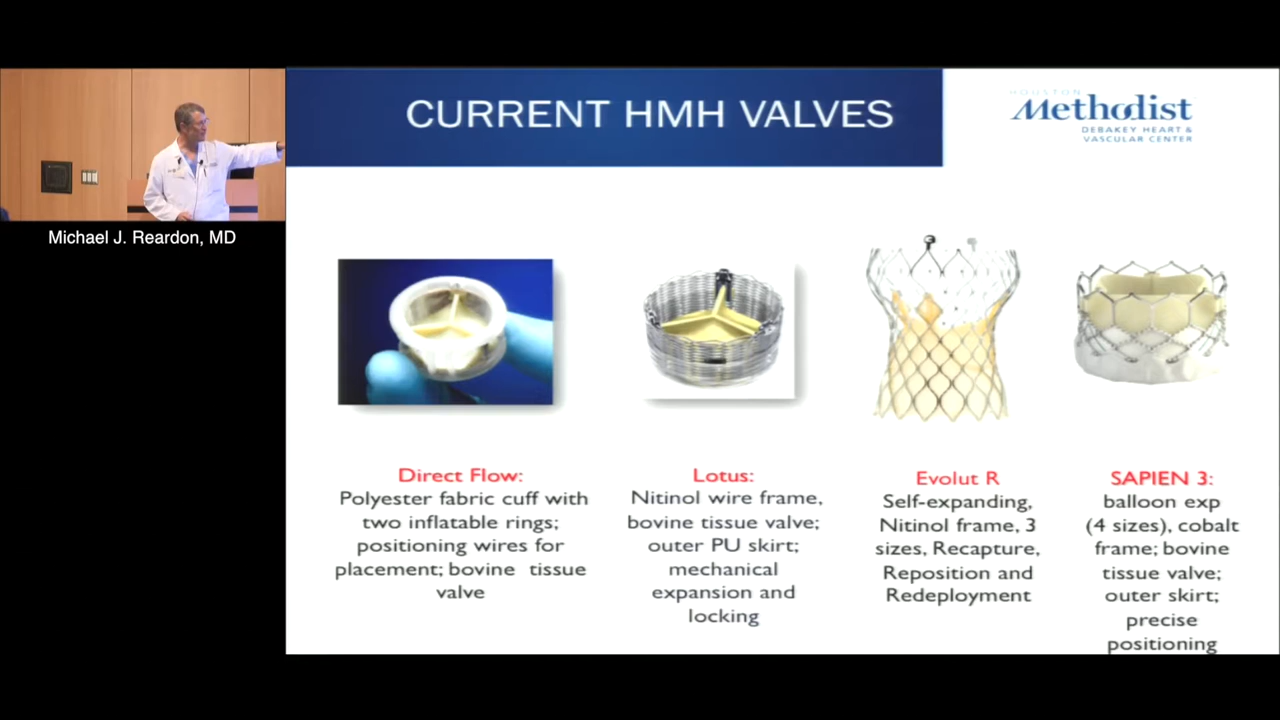 CURRENT HMH VALVES
HOUSTON
Methodist
DEBAKEY HEART &
VASCULAR CENTER
Michael J. Reardon, MD
Direct Flow:
Polyester fabric cuff with
two inflatable rings;
positioning wires for
placement; bovine tissue
valve
Lotus:
Nitinol wire frame,
bovine tissue valve;
outer PU skirt;
mechanical
expansion and
locking
Evolut R
Self-expanding,
Nitinol frame, 3
sizes, Recapture,
Reposition and
Redeployment
SAPIEN 3:
balloon exp
(4 sizes), cobalt
frame; bovine
tissue valve;
outer skirt;
precise
positioning